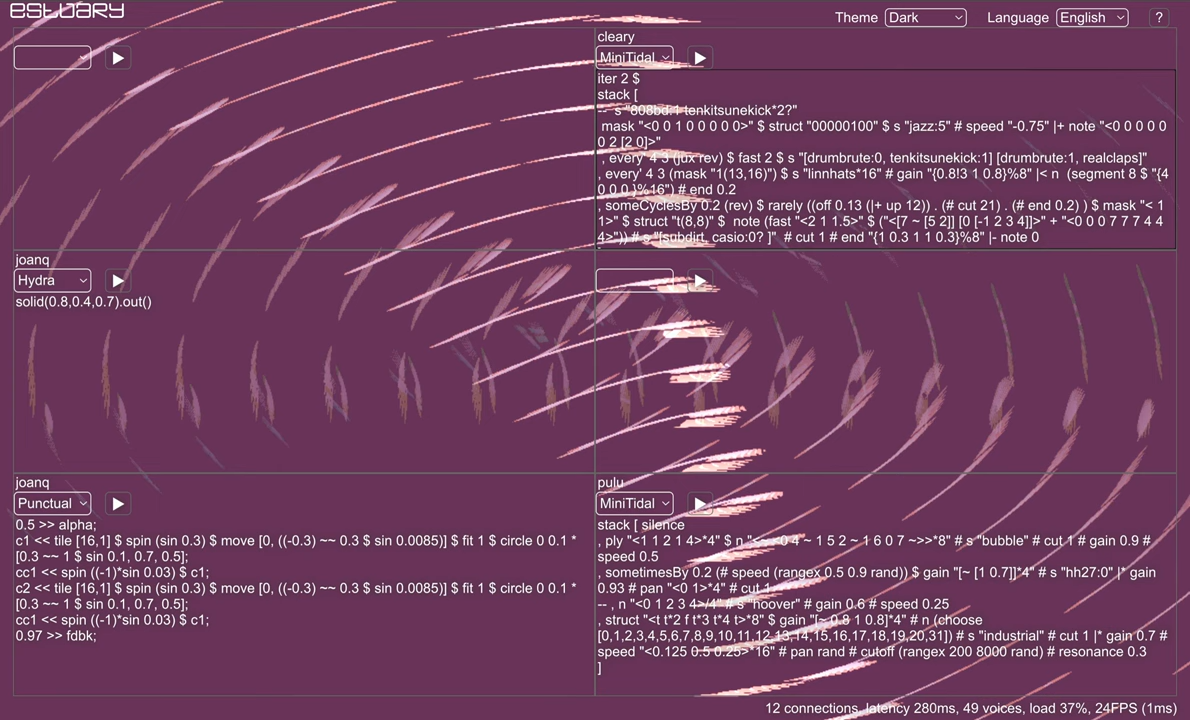 estuary
Theme Dark Language English ?
cleary
MiniTidal
iter 2 $
stack [
-- s "808bd:1 tenkitsunekick*2?"
mask "<0 0 1 0 0 0 0 0>" $ struct "00000100" $ s "jazz:5" # speed "-0.75" |+ note "<0 0 0 0 0
0 2 [2 0]>"
, every' 4 3 (jux rev) $ fast 2 $ s "[drumbrute:0, tenkitsunekick:1] [drumbrute:1, realclaps]"
, every' 4 3 (mask "1(13,16)") $ s "linnhats*16" # gain "{0.8!3 1 0.8}%8" |< n (segment 8 $ "{4
0 0 0 }%16") # end 0.2
, someCyclesBy 0.2 (rev) $ rarely ((off 0.13 (|+ up 12)) . (# cut 21) . (# end 0.2) ) $ mask "< 1
1>" $ struct "t(8,8)" $ note (fast "<2 1 1.5>" $ ("<[7 ~ [5 2]] [0 [-1 2 3 4]]>" + "<0 0 0 7 7 7 4 4
4>")) # s "[subdirt, casio:0? ]" # cut 1 # end "{1 0.3 1 1 0.3}%8" |- note 0
joanq
Hydra
solid(0.8,0.4,0.7).out()
joanq
Punctual
0.5 >> alpha;
c1 << tile [16,1] $ spin (sin 0.3) $ move [0, ((-0.3) ~~ 0.3 $ sin 0.0085)] $ fit 1 $ circle 0 0.1 *
[0.3 ~~ 1 $ sin 0.1, 0.7, 0.5];
cc1 << spin ((-1)*sin 0.03) $ c1;
c2 << tile [16,1] $ spin (sin 0.3) $ move [0, ((-0.3) ~~ 0.3 $ sin 0.0085)] $ fit 1 $ circle 0 0.1 *
[0.3 ~~ 1 $ sin 0.1, 0.7, 0.5];
cc1 << spin ((-1)*sin 0.03) $ c1;
0.97 >> fdbk;
pulu
MiniTidal
stack [ silence
, ply "<1 1 2 1 4>*4" $ n "<~ <0 4 ~ 1 5 2 ~ 1 6 0 7 ~>>*8" # s "bubble" # cut 1 # gain 0.9 #
speed 0.5
, sometimesBy 0.2 (# speed (rangex 0.5 0.9 rand)) $ gain "[~ [1 0.7]]*4" # s "hh27:0" |* gain
0.93 # pan "<0 1>*4" # cut 1
-- , n "<0 1 2 3 4>/4" # s "hoover" # gain 0.6 # speed 0.25
, struct "<t t*2 f t*3 t*4 t>*8" $ gain "[~ 0.8 1 0.8]*4" # n (choose
[0,1,2,3,4,5,6,7,8,9,10,11,12,13,14,15,16,17,18,19,20,31]) # s "industrial" # cut 1 |* gain 0.7 #
speed "<0.125 0.5 0.25>*16" # pan rand # cutoff (rangex 200 8000 rand) # resonance 0.3
]
12 connections, latency 280ms, 49 voices, load 37%, 24FPS (1ms)